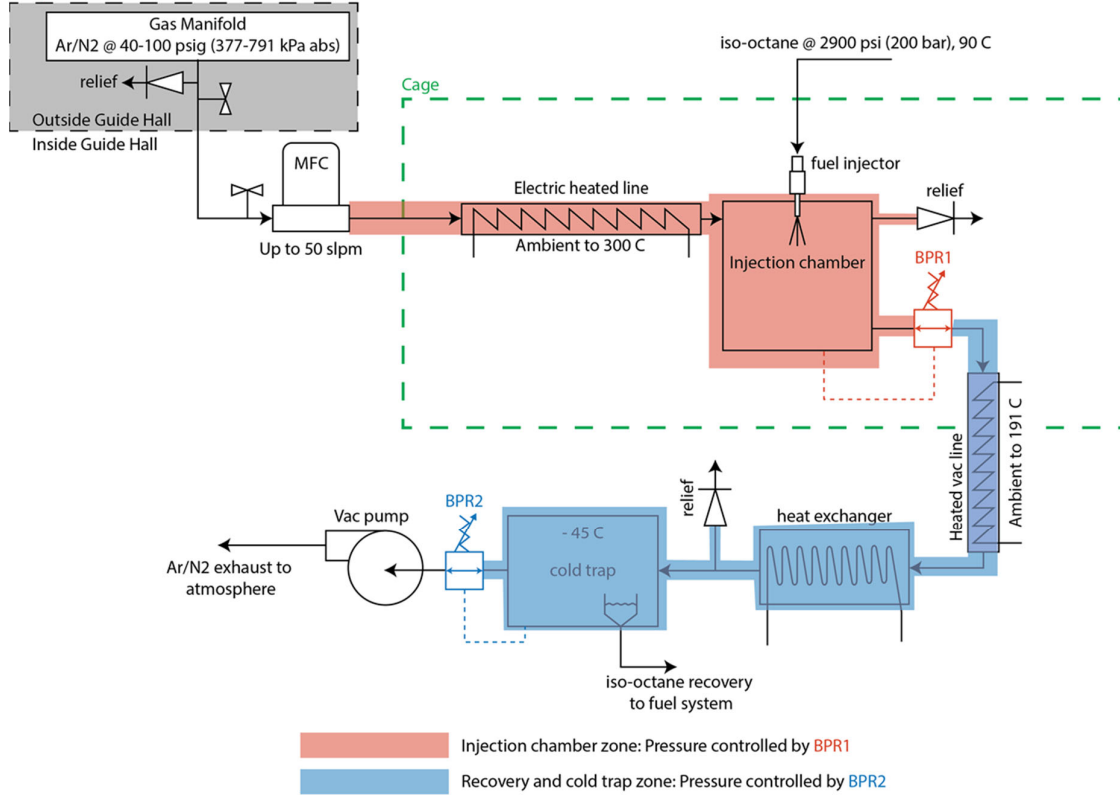 Gas Manifold
Ar/N2 @ 40-100 psig (377-791 kPa abs)
relief
Outside Guide Hall
Inside Guide Hall
iso-octane @ 2900 psi (200 bar), 90 C
Cage
MFC
Up to 50 slpm
Electric heated line
Ambient to 300 C
fuel injector
Injection chamber
relief
BPR1
Heated vac line
Ambient to 191 C
Vac pump
Ar/N2 exhaust to
atmosphere
BPR2
- 45 C
cold trap
relief
heat exchanger
iso-octane recovery
to fuel system
Injection chamber zone: Pressure controlled by BPR1
Recovery and cold trap zone: Pressure controlled by BPR2